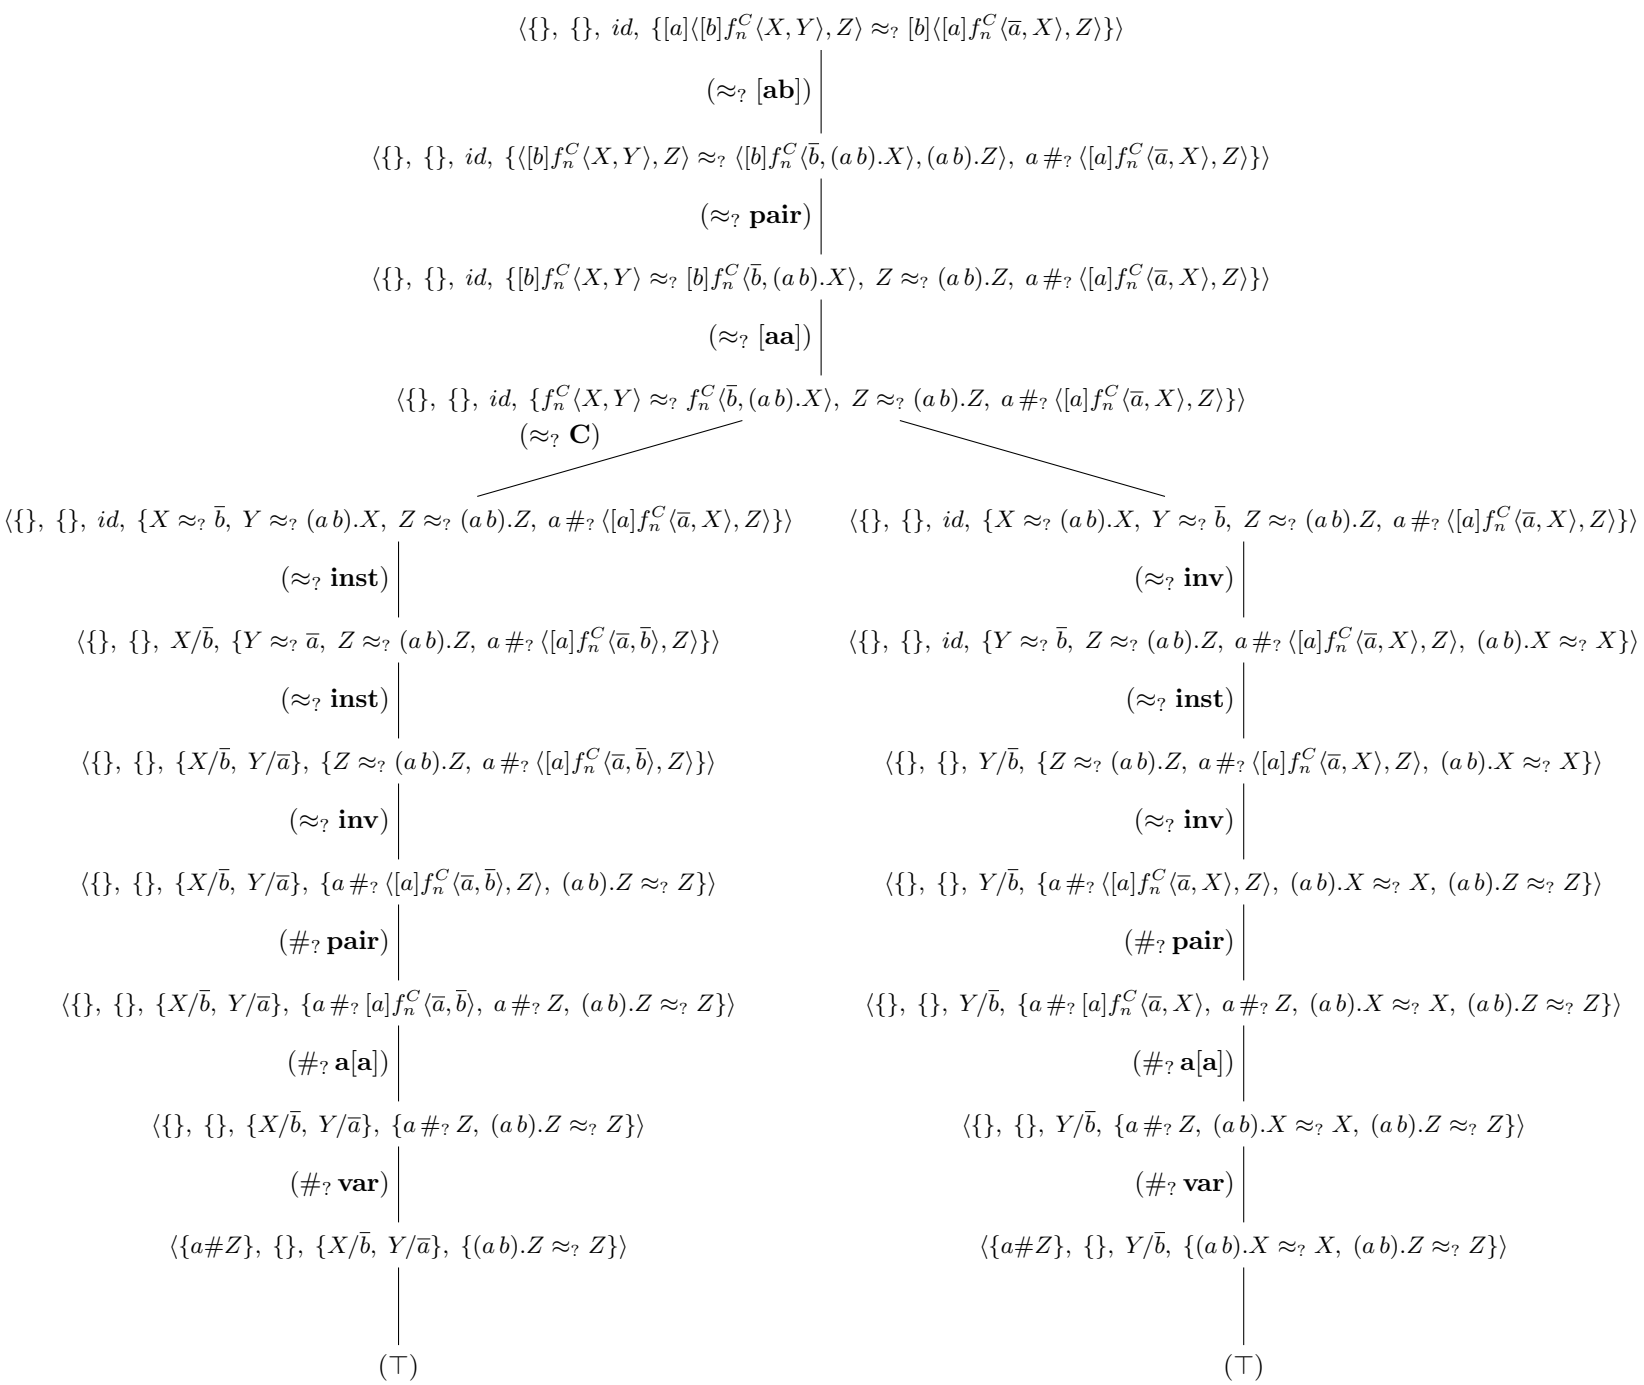 ⟨{}, {}, id, {[a]⟨[b]f_n^C⟨X, Y⟩, Z⟩ ≈? [b]⟨[a]f_n^C⟨a̅, X⟩, Z⟩}⟩
(≈? [ab])
⟨{}, {}, id, {⟨[b]f_n^C⟨X, Y⟩, Z⟩ ≈? ⟨[b]f_n^C⟨b̅, (a b).X⟩, (a b).Z⟩, a #? ⟨[a]f_n^C⟨a̅, X⟩, Z⟩}⟩
(≈? pair)
⟨{}, {}, id, {[b]f_n^C⟨X, Y⟩ ≈? [b]f_n^C⟨b̅, (a b).X⟩, Z ≈? (a b).Z, a #? ⟨[a]f_n^C⟨a̅, X⟩, Z⟩}⟩
(≈? [aa])
⟨{}, {}, id, {f_n^C⟨X, Y⟩ ≈? f_n^C⟨b̅, (a b).X⟩, Z ≈? (a b).Z, a #? ⟨[a]f_n^C⟨a̅, X⟩, Z⟩}⟩
(≈? C)
⟨{}, {}, id, {X ≈? b̅, Y ≈? (a b).X, Z ≈? (a b).Z, a #? ⟨[a]f_n^C⟨a̅, X⟩, Z⟩}⟩
⟨{}, {}, id, {X ≈? (a b).X, Y ≈? b̅, Z ≈? (a b).Z, a #? ⟨[a]f_n^C⟨a̅, X⟩, Z⟩}⟩
(≈? inst)
(≈? inv)
⟨{}, {}, X/b̅, {Y ≈? a̅, Z ≈? (a b).Z, a #? ⟨[a]f_n^C⟨a̅, b̅⟩, Z⟩}⟩
⟨{}, {}, id, {Y ≈? b̅, Z ≈? (a b).Z, a #? ⟨[a]f_n^C⟨a̅, X⟩, Z⟩, (a b).X ≈? X}⟩
(≈? inst)
(≈? inst)
⟨{}, {}, {X/b̅, Y/a̅}, {Z ≈? (a b).Z, a #? ⟨[a]f_n^C⟨a̅, b̅⟩, Z⟩}⟩
⟨{}, {}, Y/b̅, {Z ≈? (a b).Z, a #? ⟨[a]f_n^C⟨a̅, X⟩, Z⟩, (a b).X ≈? X}⟩
(≈? inv)
(≈? inv)
⟨{}, {}, {X/b̅, Y/a̅}, {a #? ⟨[a]f_n^C⟨a̅, b̅⟩, Z⟩, (a b).Z ≈? Z}⟩
⟨{}, {}, Y/b̅, {a #? ⟨[a]f_n^C⟨a̅, X⟩, Z⟩, (a b).X ≈? X, (a b).Z ≈? Z}⟩
(#? pair)
(#? pair)
⟨{}, {}, {X/b̅, Y/a̅}, {a #? [a]f_n^C⟨a̅, b̅⟩, a #? Z, (a b).Z ≈? Z}⟩
⟨{}, {}, Y/b̅, {a #? [a]f_n^C⟨a̅, X⟩, a #? Z, (a b).X ≈? X, (a b).Z ≈? Z}⟩
(#? a[a])
(#? a[a])
⟨{}, {}, {X/b̅, Y/a̅}, {a #? Z, (a b).Z ≈? Z}⟩
⟨{}, {}, Y/b̅, {a #? Z, (a b).X ≈? X, (a b).Z ≈? Z}⟩
(#? var)
(#? var)
⟨{a#Z}, {}, {X/b̅, Y/a̅}, {(a b).Z ≈? Z}⟩
⟨{a#Z}, {}, Y/b̅, {(a b).X ≈? X, (a b).Z ≈? Z}⟩
(⊤)
(⊤)